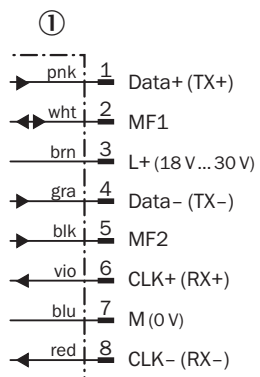 ①
pnk 1 Data+ (TX+)
wht 2 MF1
brn 3 L+ (18 V... 30 V)
gra 4 Data– (TX–)
blk 5 MF2
vio 6 CLK+ (RX+)
blu 7 M (0 V)
red 8 CLK– (RX–)